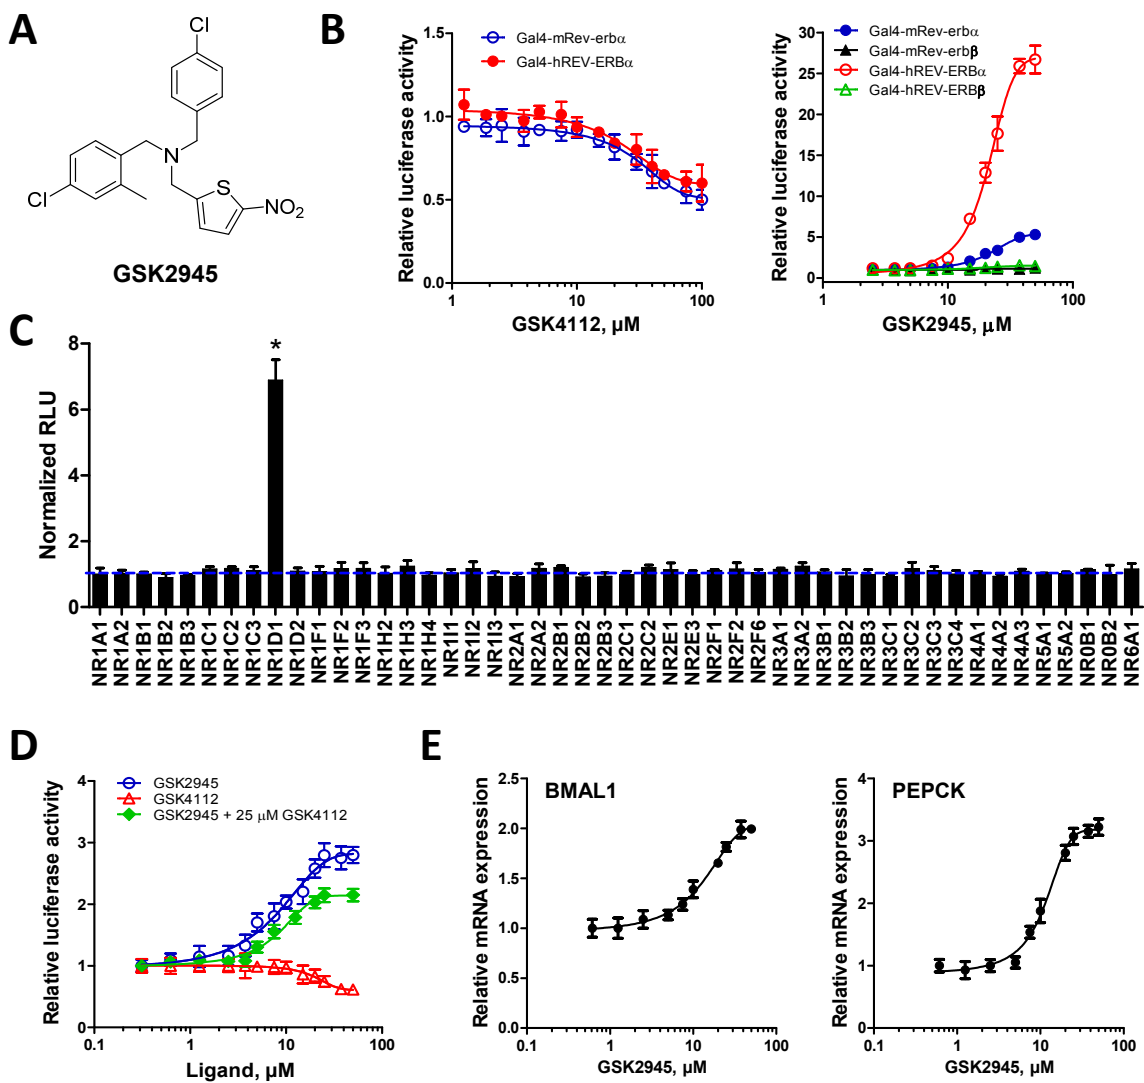 A
Cl
N
Cl
S
NO2
GSK2945
B
Relative luciferase activity
1.5
1.0
0.5
0.0
Gal4-mRev-erbα
Gal4-hREV-ERBα
1 10 100
GSK4112, μM
Relative luciferase activity
30
25
20
15
10
5
0
Gal4-mRev-erbα
Gal4-mRev-erbβ
Gal4-hREV-ERBα
Gal4-hREV-ERBβ
1 10 100
GSK2945, μM
C
Normalized RLU
8
6
4
2
0
*
NR1A1
NR1A2
NR1B1
NR1B2
NR1B3
NR1C1
NR1C2
NR1C3
NR1D1
NR1D2
NR1F1
NR1F2
NR1F3
NR1H2
NR1H3
NR1H4
NR1I1
NR1I2
NR1I3
NR2A1
NR2A2
NR2B1
NR2B2
NR2B3
NR2C1
NR2C2
NR2E1
NR2E3
NR2F1
NR2F2
NR2F6
NR3A1
NR3A2
NR3B1
NR3B2
NR3B3
NR3C1
NR3C2
NR3C3
NR3C4
NR4A1
NR4A2
NR4A3
NR5A1
NR5A2
NR0B1
NR0B2
NR6A1
D
Relative luciferase activity
4
3
2
1
0
GSK2945
GSK4112
GSK2945 + 25 μM GSK4112
0.1 1 10 100
Ligand, μM
E
Relative mRNA expression
2.5
2.0
1.5
1.0
0.5
0.0
BMAL1
0.1 1 10 100
GSK2945, μM
Relative mRNA expression
4
3
2
1
0
PEPCK
0.1 1 10 100
GSK2945, μM